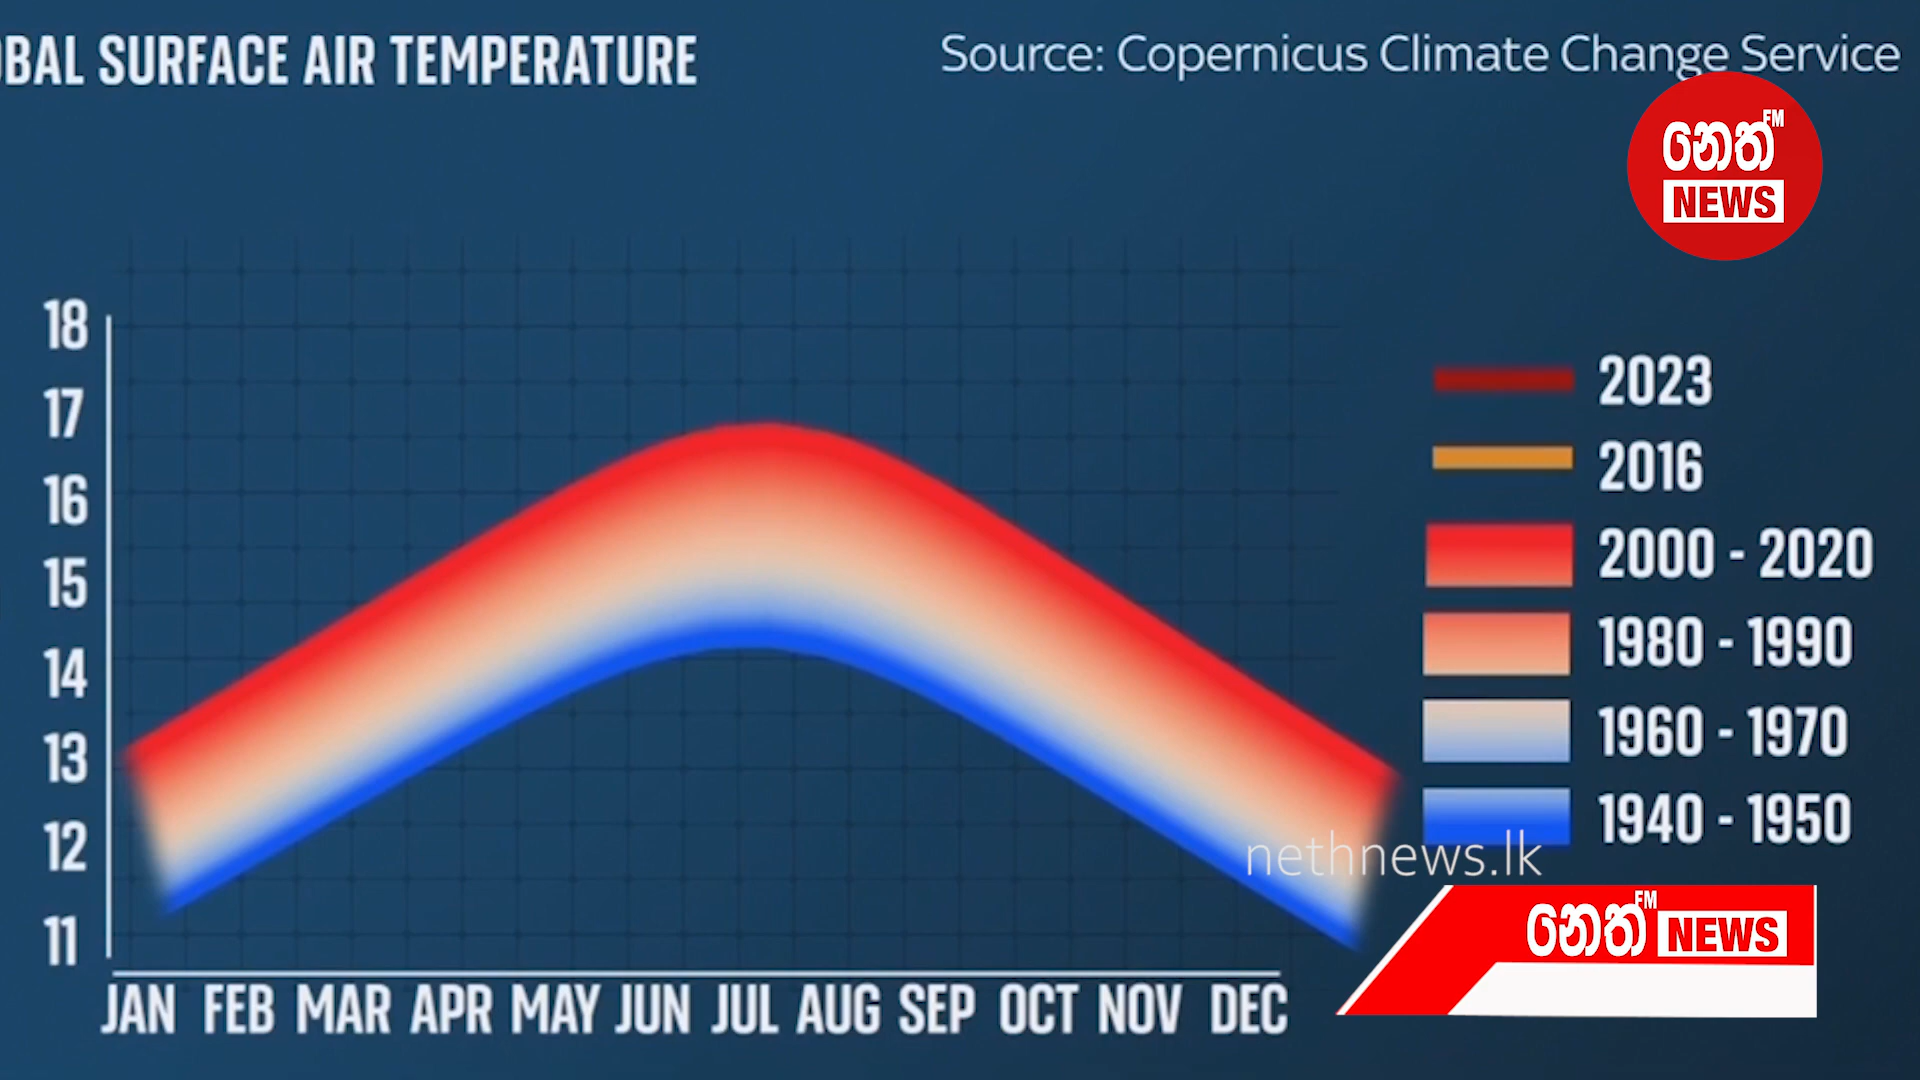 OBAL SURFACE AIR TEMPERATURE
Source: Copernicus Climate Change Service
නෙත් FM
NEWS
18
17
16
15
14
13
12
11
JAN FEB MAR APR MAY JUN JUL AUG SEP OCT NOV DEC
2023
2016
2000 - 2020
1980 - 1990
1960 - 1970
1940 - 1950
nethnews.lk
නෙත් FM NEWS